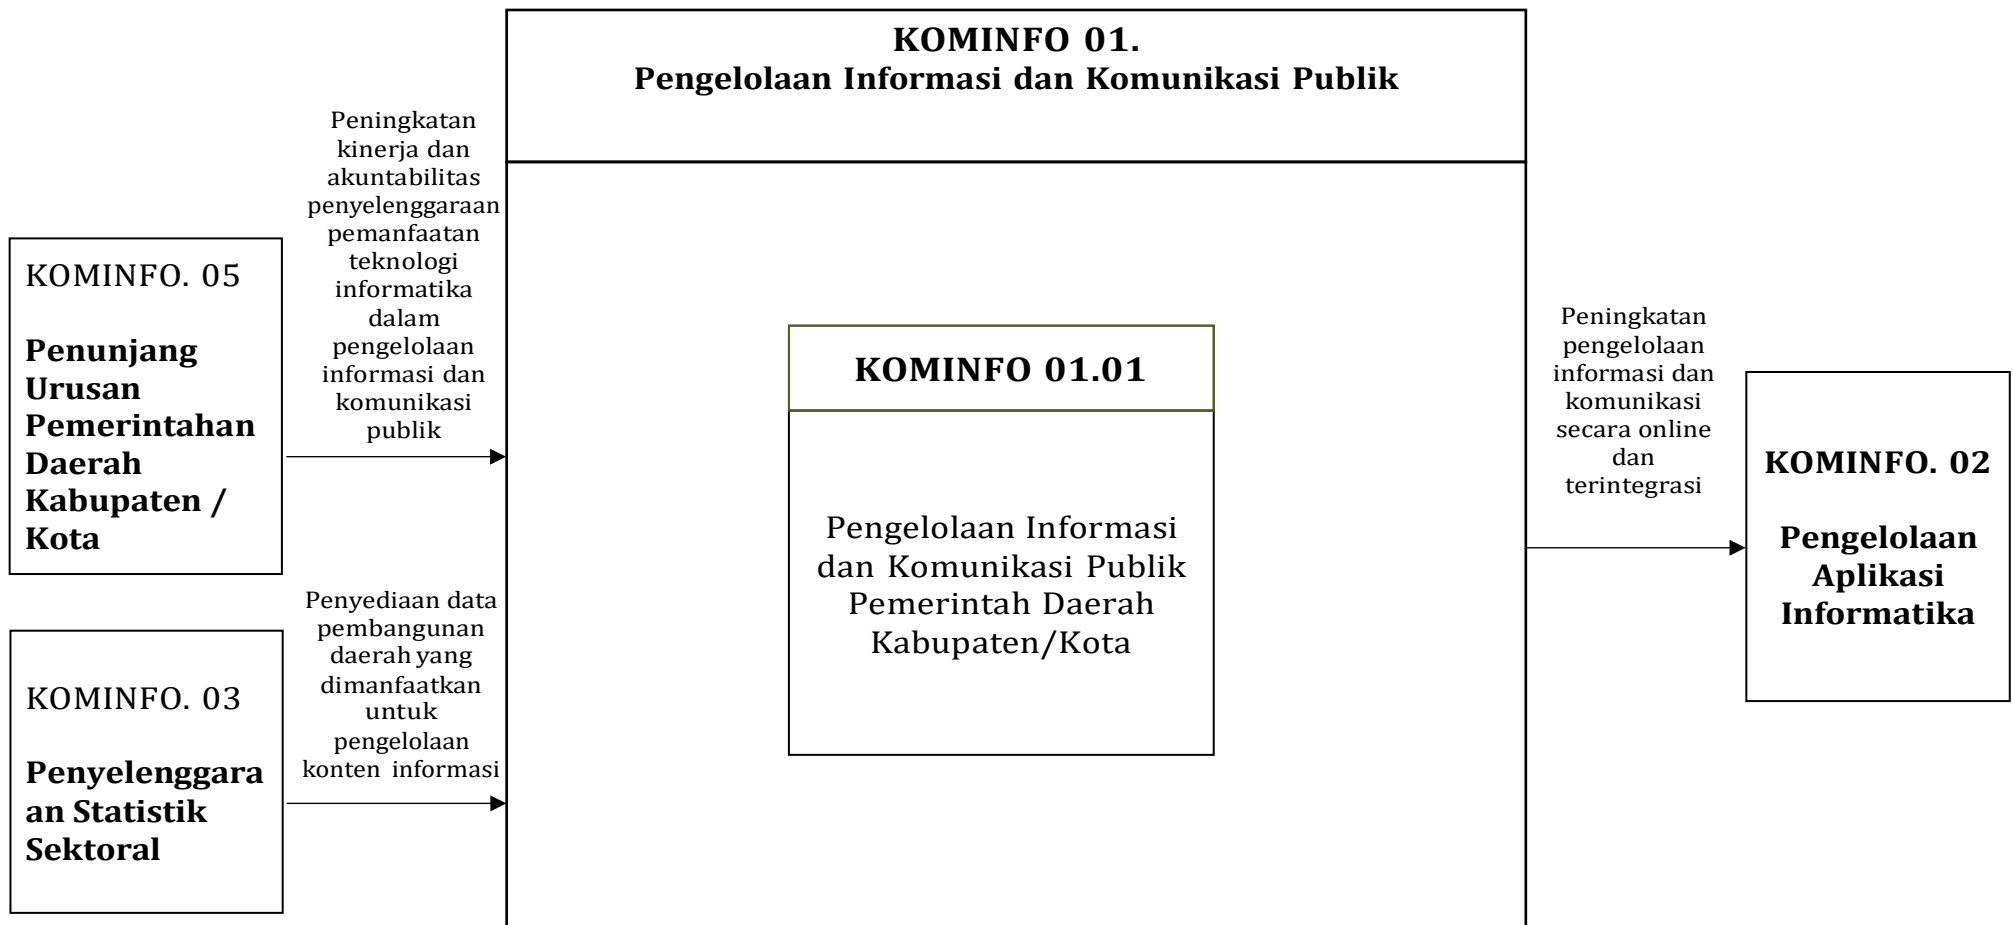 KOMINFO 01.
Pengelolaan Informasi dan Komunikasi Publik
KOMINFO. 05
Penunjang
Urusan
Pemerintahan
Daerah
Kabupaten /
Kota
Peningkatan
kinerja dan
akuntabilitas
penyelenggaraan
pemanfaatan
teknologi
informatika
dalam
pengelolaan
informasi dan
komunikasi
publik
KOMINFO. 03
Penyelenggara
an Statistik
Sektoral
Penyediaan data
pembangunan
daerah yang
dimanfaatkan
untuk
pengelolaan
konten informasi
KOMINFO 01.01
Pengelolaan Informasi
dan Komunikasi Publik
Pemerintah Daerah
Kabupaten/Kota
Peningkatan
pengelolaan
informasi dan
komunikasi
secara online
dan
terintegrasi
KOMINFO. 02
Pengelolaan
Aplikasi
Informatika